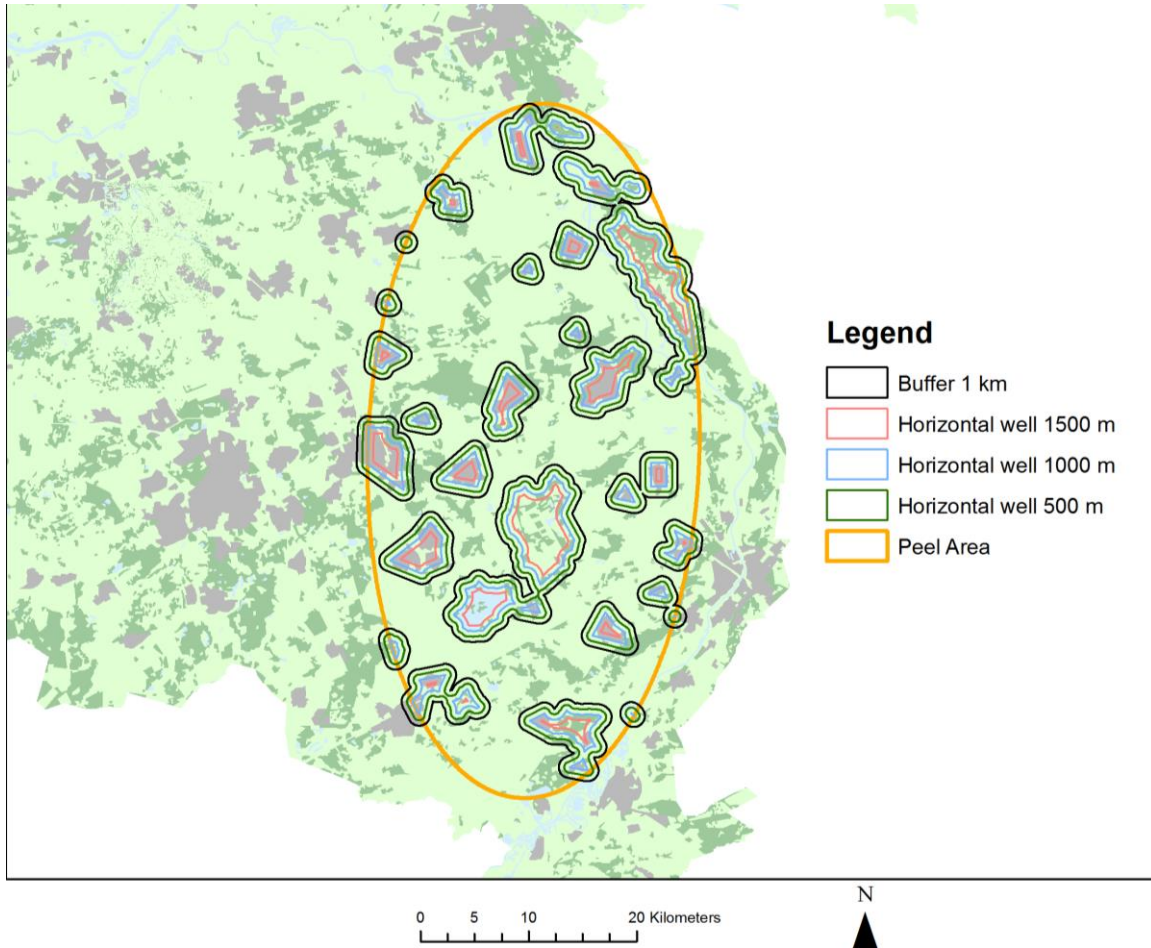 Legend
Buffer 1 km
Horizontal well 1500 m
Horizontal well 1000 m
Horizontal well 500 m
Peel Area
N
0 5 10 20 Kilometers